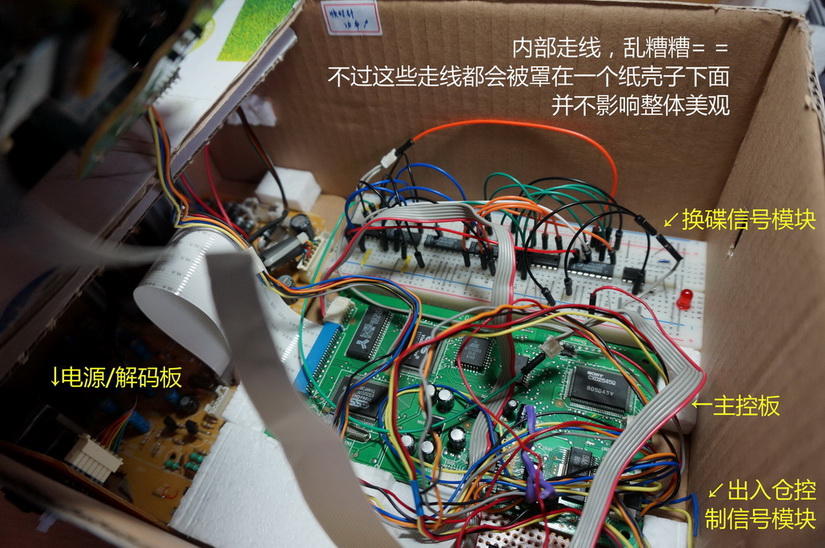 内部走线，乱糟糟= =
不过这些走线都会被罩在一个纸壳子下面
并不影响整体美观
↙换碟信号模块
↓电源/解码板
SONY
←主控板
↙出入仓控
制信号模块